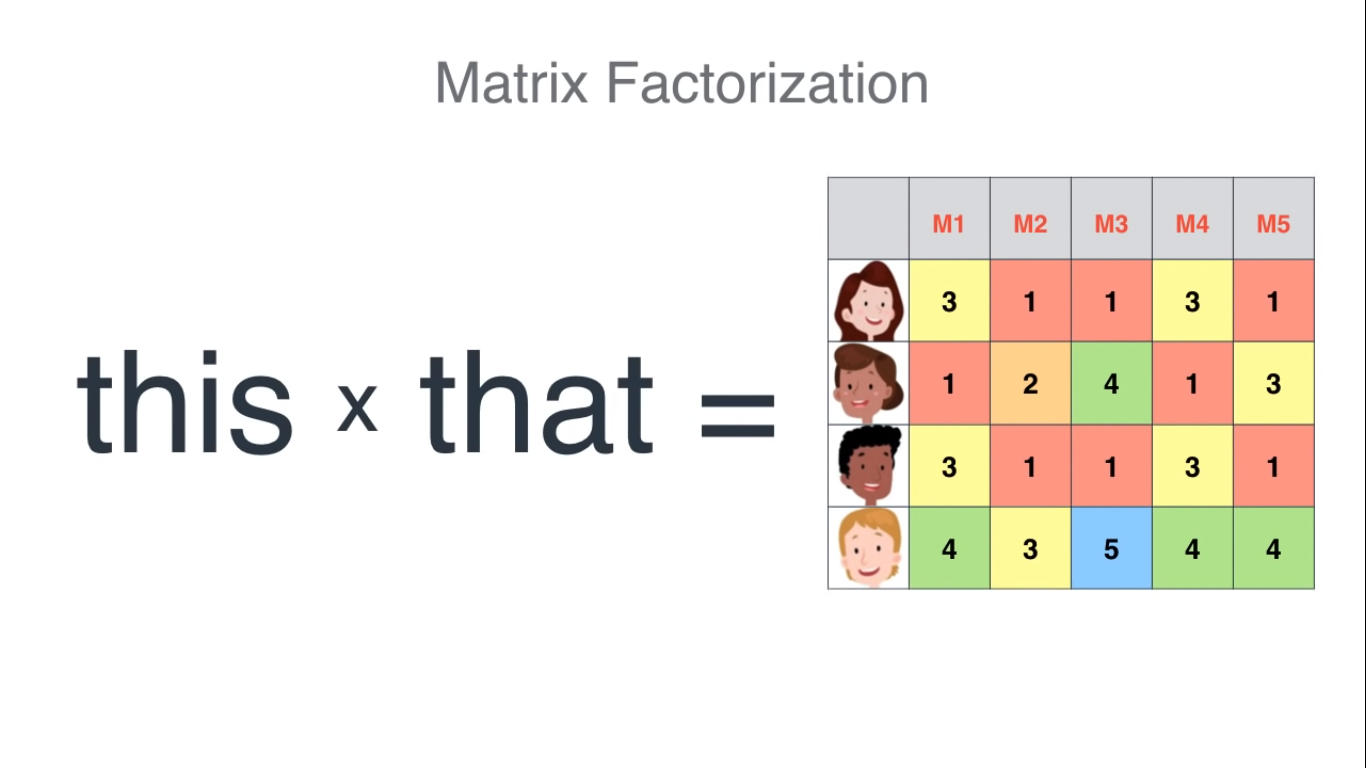 Matrix Factorization
M1 M2 M3 M4 M5
3 1 1 3 1
this x that =
1 2 4 1 3
3 1 1 3 1
4 3 5 4 4